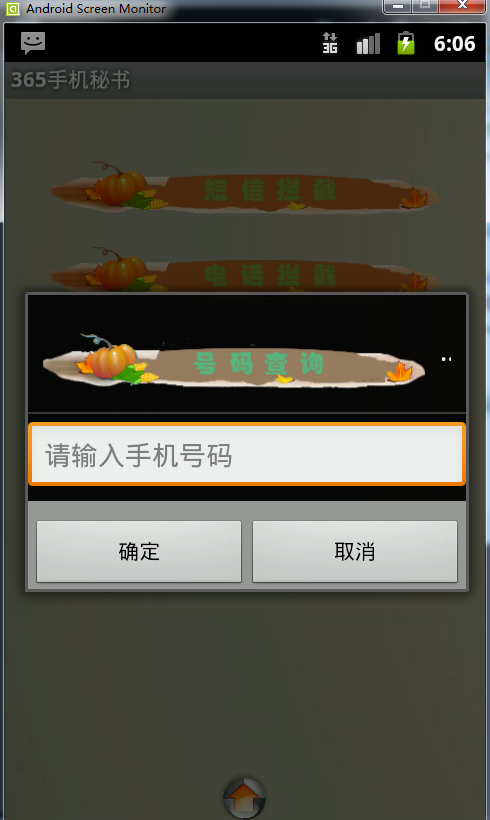 Android Screen Monitor
3G
6:06
365手机秘书
短信拦截
电话拦截
号码查询
..
请输入手机号码
确定
取消